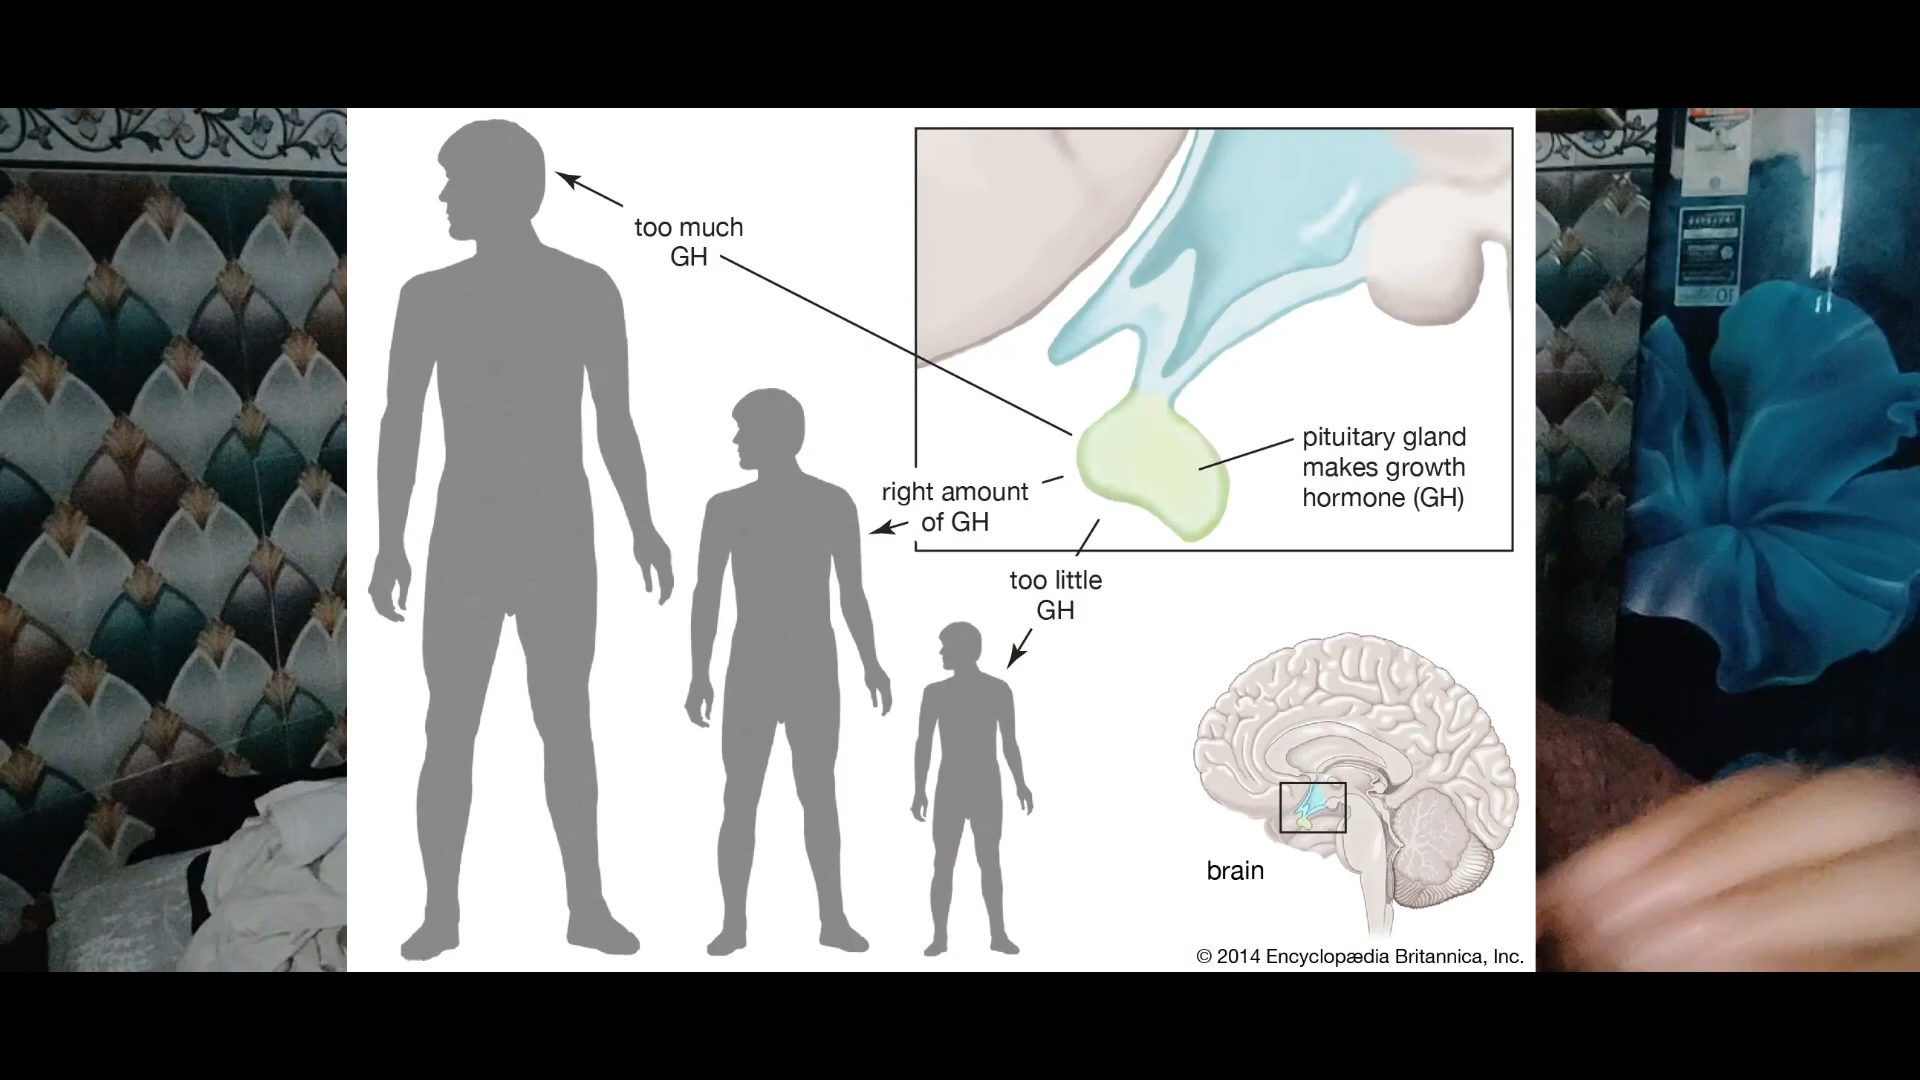 too much
GH
right amount
of GH
too little
GH
pituitary gland
makes growth
hormone (GH)
brain
© 2014 Encyclopædia Britannica, Inc.